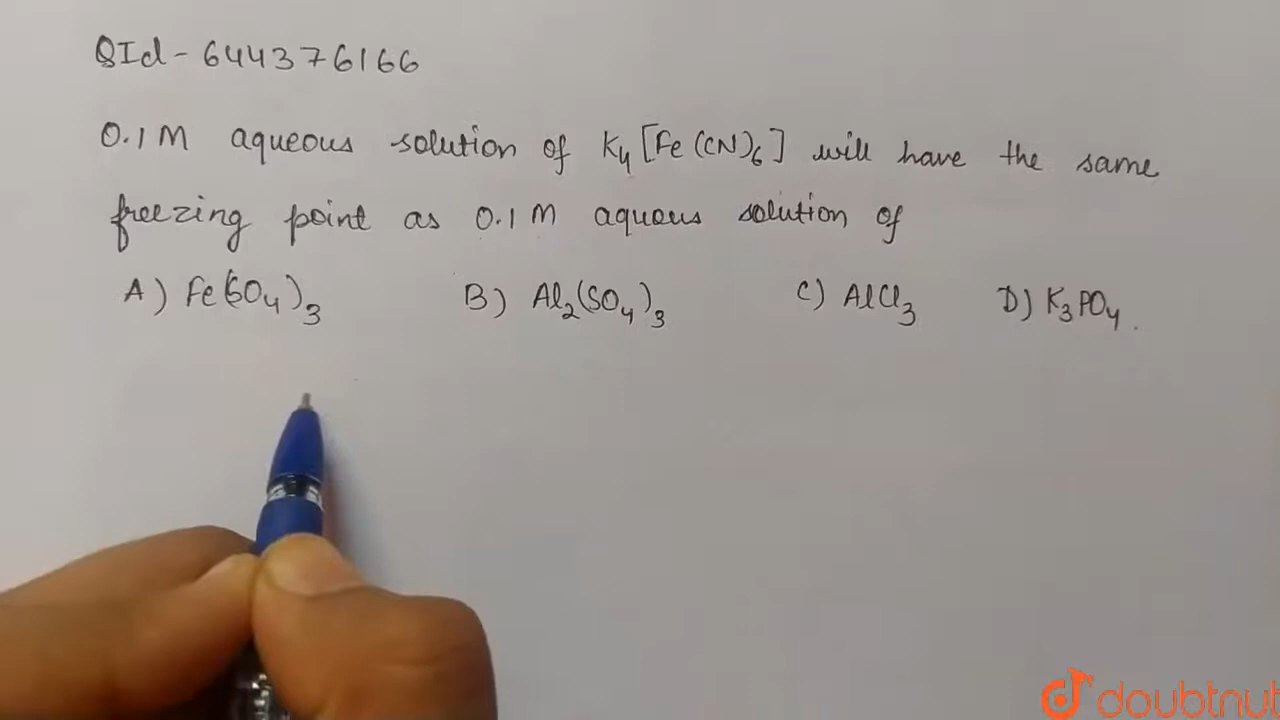 QId - 644376166
0.1 M aqueous solution of K₄[Fe(CN)₆] will have the same
freezing point as 0.1 M aquous solution of
A) Fe(SO₄)₃ B) Al₂(SO₄)₃ C) AlCl₃ D) K₃PO₄.
doubtnut